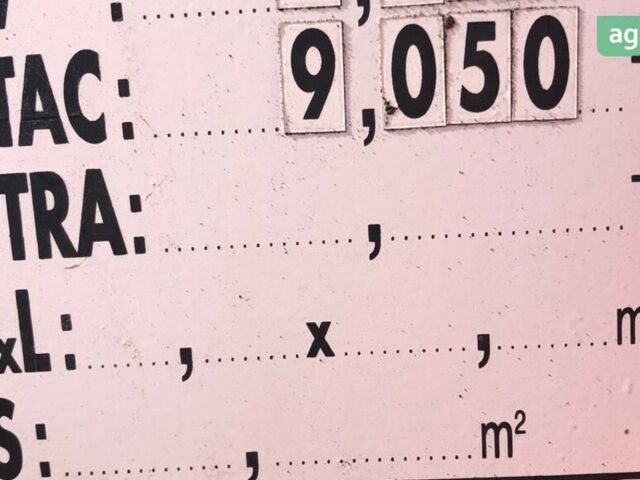 TAC: 9,050
TRA: ,
xL: , x , m
S: , m²
ag